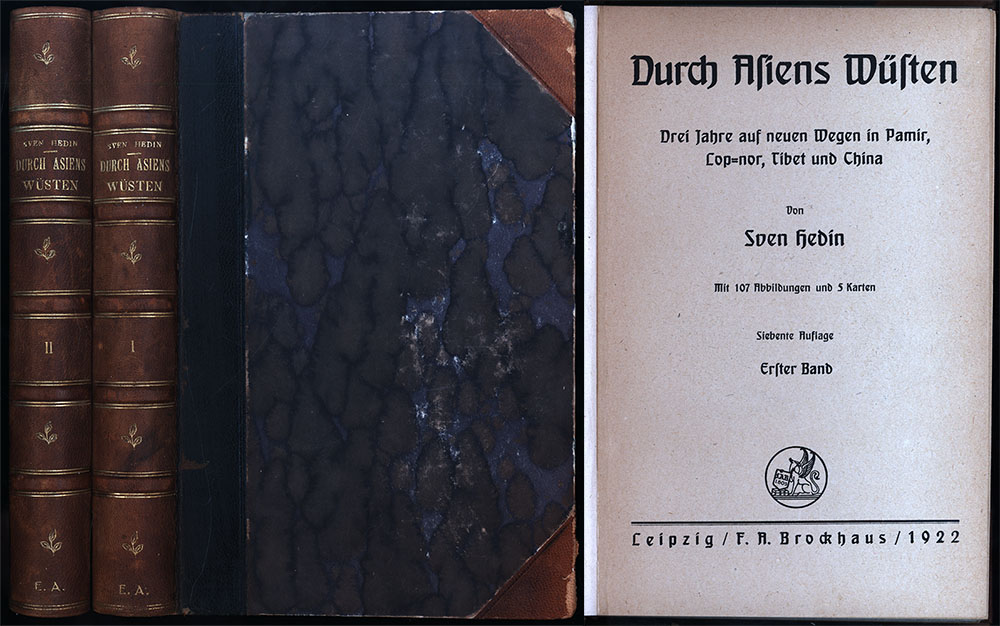 SVEN HEDIN
DURCH ASIENS
WÜSTEN
II
E. A.
SVEN HEDIN
DURCH ASIENS
WÜSTEN
I
E. A.
Durch Aſiens Wüſten
Drei Jahre auf neuen Wegen in Pamir,
Lop=nor, Tibet und China
Von
Sven Hedin
Mit 107 Abbildungen und 5 Karten
Siebente Auflage
Erſter Band
Leipzig / F. A. Brockhaus / 1922